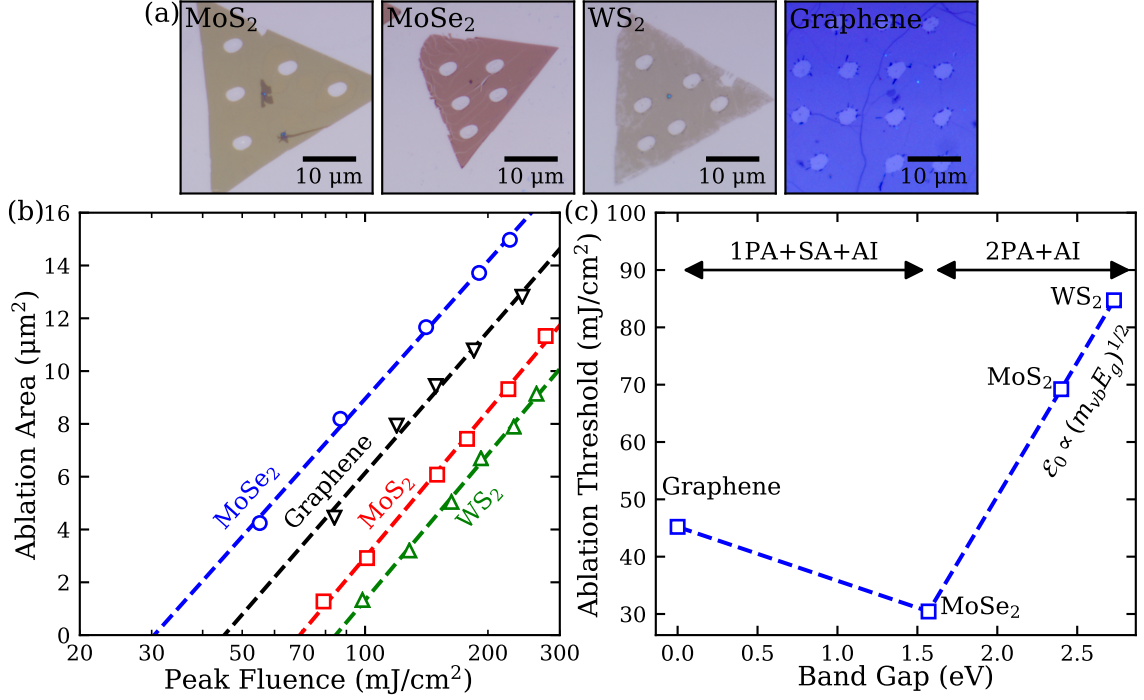 (a)
MoS₂
MoSe₂
WS₂
Graphene
10 μm
10 μm
10 μm
10 μm
(b)
16
14
12
10
8
6
4
2
0
Ablation Area (μm²)
MoSe₂
Graphene
MoS₂
WS₂
20
30
50
70
100
200
300
Peak Fluence (mJ/cm²)
(c)
100
90
80
70
60
50
40
30
Ablation Threshold (mJ/cm²)
1PA+SA+AI
2PA+AI
WS₂
MoS₂
ℰ₀ ∝ (m_{vb}E_g)^{1/2}
Graphene
MoSe₂
0.0
0.5
1.0
1.5
2.0
2.5
Band Gap (eV)